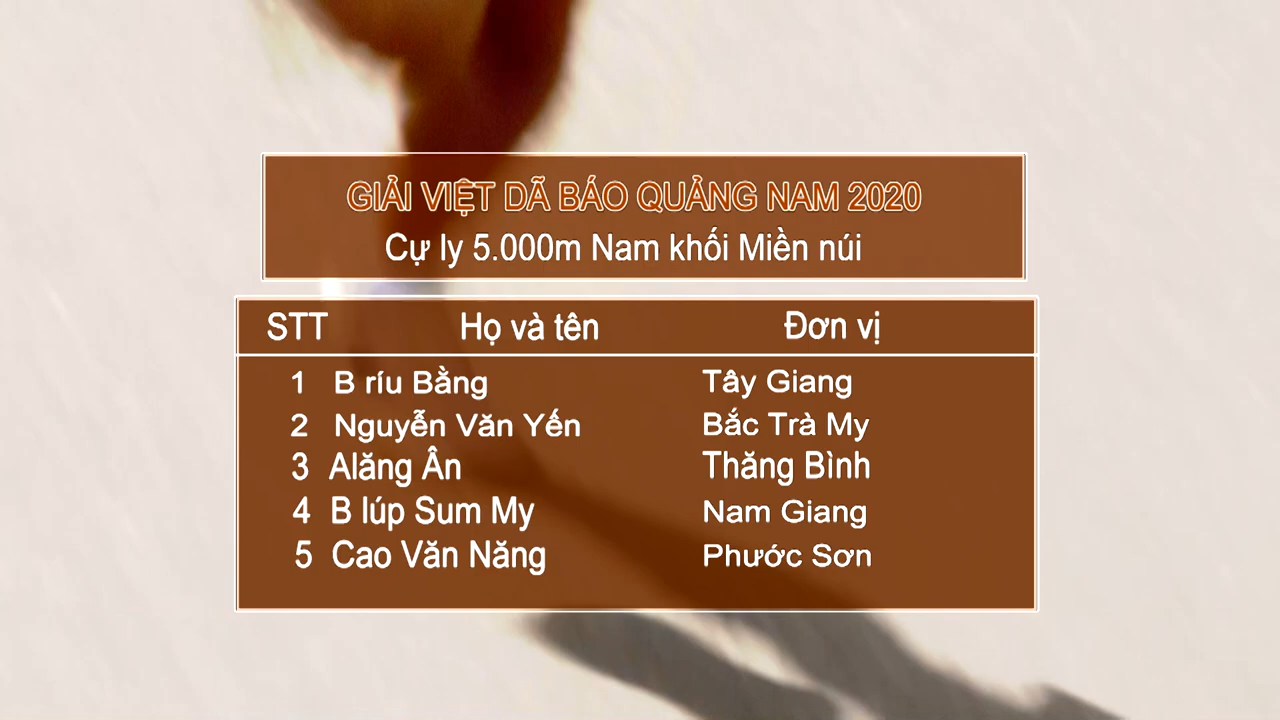 GIẢI VIỆT DÃ BÁO QUẢNG NAM 2020
Cự ly 5.000m Nam khối Miền núi
STT Họ và tên Đơn vị
1 B ríu Bằng Tây Giang
2 Nguyễn Văn Yến Bắc Trà My
3 Alăng Ân Thăng Bình
4 B lúp Sum My Nam Giang
5 Cao Văn Năng Phước Sơn